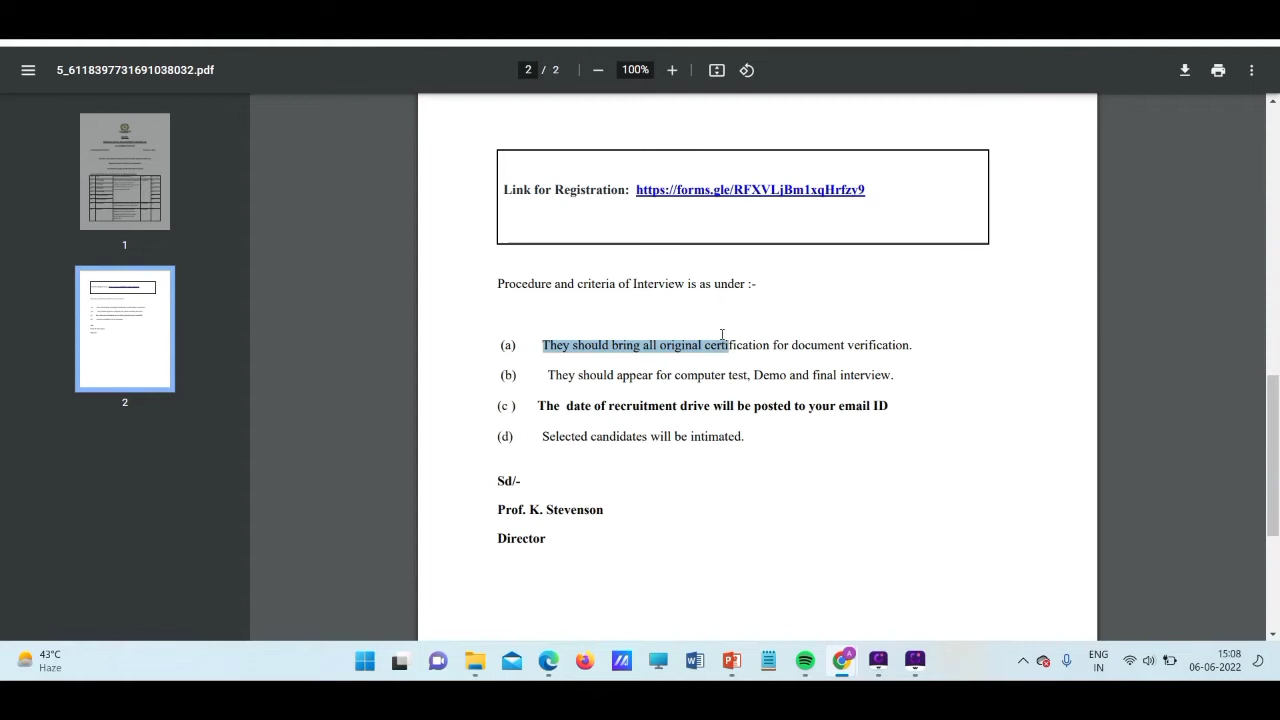 5_6118397731691038032.pdf
2 / 2
100%
1
2
Link for Registration: https://forms.gle/RFXVLjBm1xqHrfzv9
Procedure and criteria of Interview is as under :-
(a) They should bring all original certification for document verification.
(b) They should appear for computer test, Demo and final interview.
(c ) The date of recruitment drive will be posted to your email ID
(d) Selected candidates will be intimated.
Sd/-
Prof. K. Stevenson
Director
43°C
Haze
ENG
IN
15:08
06-06-2022